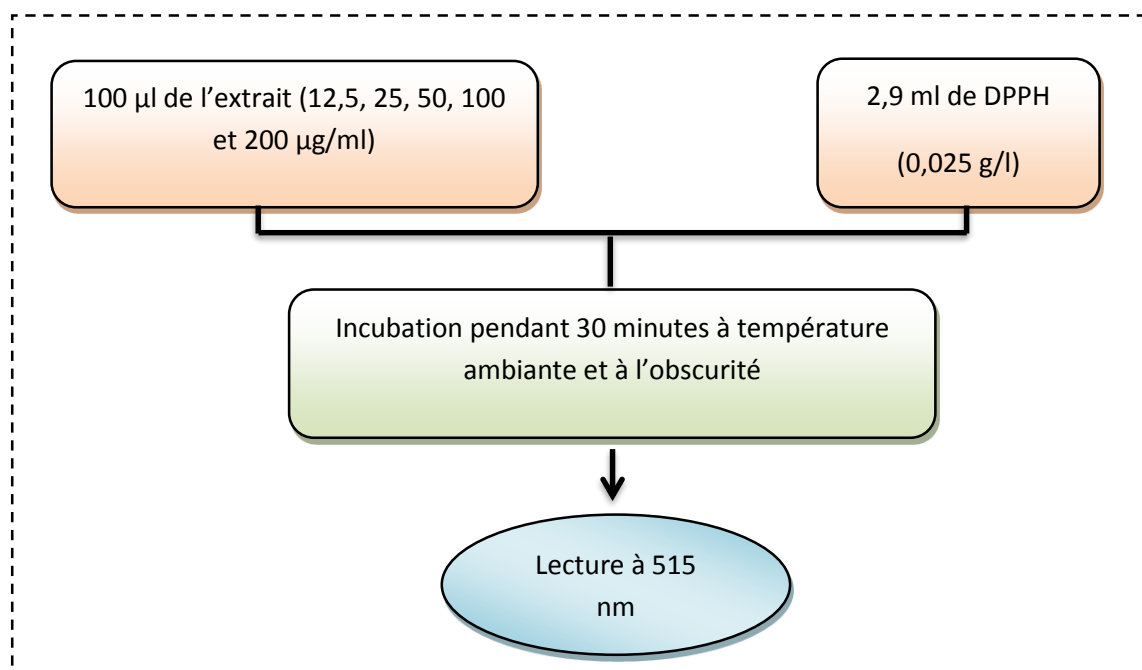 100 µl de l’extrait (12,5, 25, 50, 100
et 200 µg/ml)
2,9 ml de DPPH
(0,025 g/l)
Incubation pendant 30 minutes à température
ambiante et à l’obscurité
Lecture à 515
nm